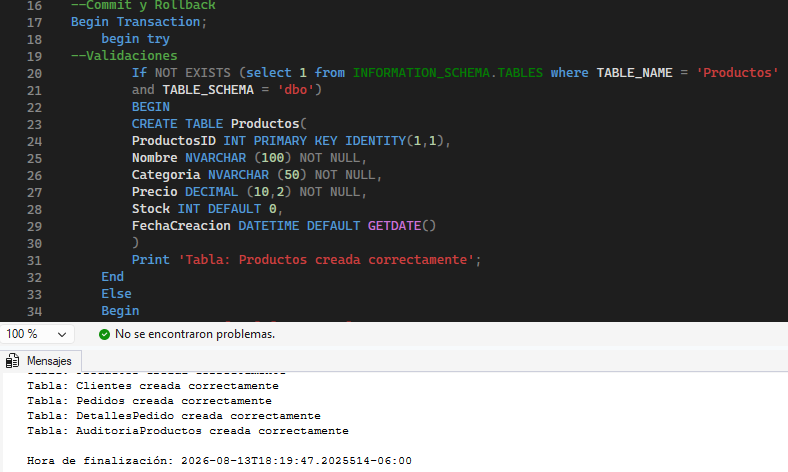 16 --Commit y Rollback
17 Begin Transaction;
18 begin try
19 --Validaciones
20 If NOT EXISTS (select 1 from INFORMATION_SCHEMA.TABLES where TABLE_NAME = 'Productos'
21 and TABLE_SCHEMA = 'dbo')
22 BEGIN
23 CREATE TABLE Productos(
24 ProductosID INT PRIMARY KEY IDENTITY(1,1),
25 Nombre NVARCHAR (100) NOT NULL,
26 Categoria NVARCHAR (50) NOT NULL,
27 Precio DECIMAL (10,2) NOT NULL,
28 Stock INT DEFAULT 0,
29 FechaCreacion DATETIME DEFAULT GETDATE()
30 )
31 Print 'Tabla: Productos creada correctamente';
32 End
33 Else
34 Begin
100 %
No se encontraron problemas.
Mensajes
Tabla: Clientes creada correctamente
Tabla: Pedidos creada correctamente
Tabla: DetallesPedido creada correctamente
Tabla: AuditoriaProductos creada correctamente
Hora de finalización: 2026-08-13T18:19:47.2025514-06:00